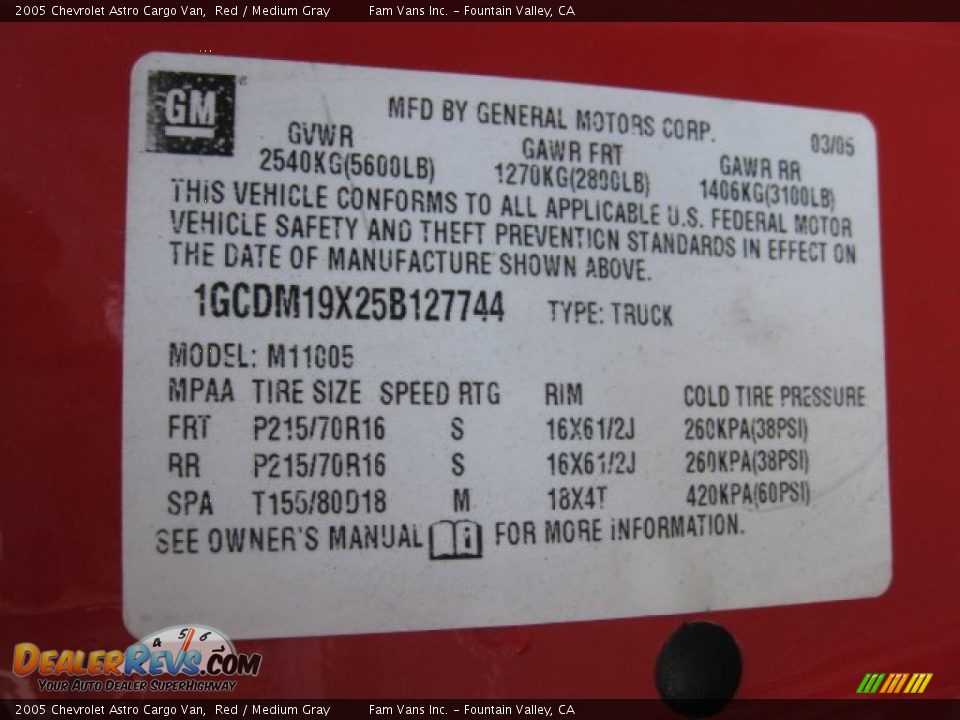 2005 Chevrolet Astro Cargo Van, Red / Medium Gray Fam Vans Inc. - Fountain Valley, CA
GM
MFD BY GENERAL MOTORS CORP. 03/05
GVWR GAWR FRT GAWR RR
2540KG(5600LB) 1270KG(2800LB) 1406KG(3100LB)
THIS VEHICLE CONFORMS TO ALL APPLICABLE U.S. FEDERAL MOTOR
VEHICLE SAFETY AND THEFT PREVENTION STANDARDS IN EFFECT ON
THE DATE OF MANUFACTURE SHOWN ABOVE.
1GCDM19X25B127744 TYPE: TRUCK
MODEL: M11005
MPAA TIRE SIZE SPEED RTG RIM COLD TIRE PRESSURE
FRT P215/70R16 S 16X61/2J 260KPA(38PSI)
RR P215/70R16 S 16X61/2J 260KPA(38PSI)
SPA T155/80D18 M 18X4T 420KPA(60PSI)
SEE OWNER'S MANUAL i FOR MORE INFORMATION.
4 5 6
DEALERREVS.COM
YOUR AUTO DEALER SUPERHIGHWAY
2005 Chevrolet Astro Cargo Van, Red / Medium Gray Fam Vans Inc. - Fountain Valley, CA